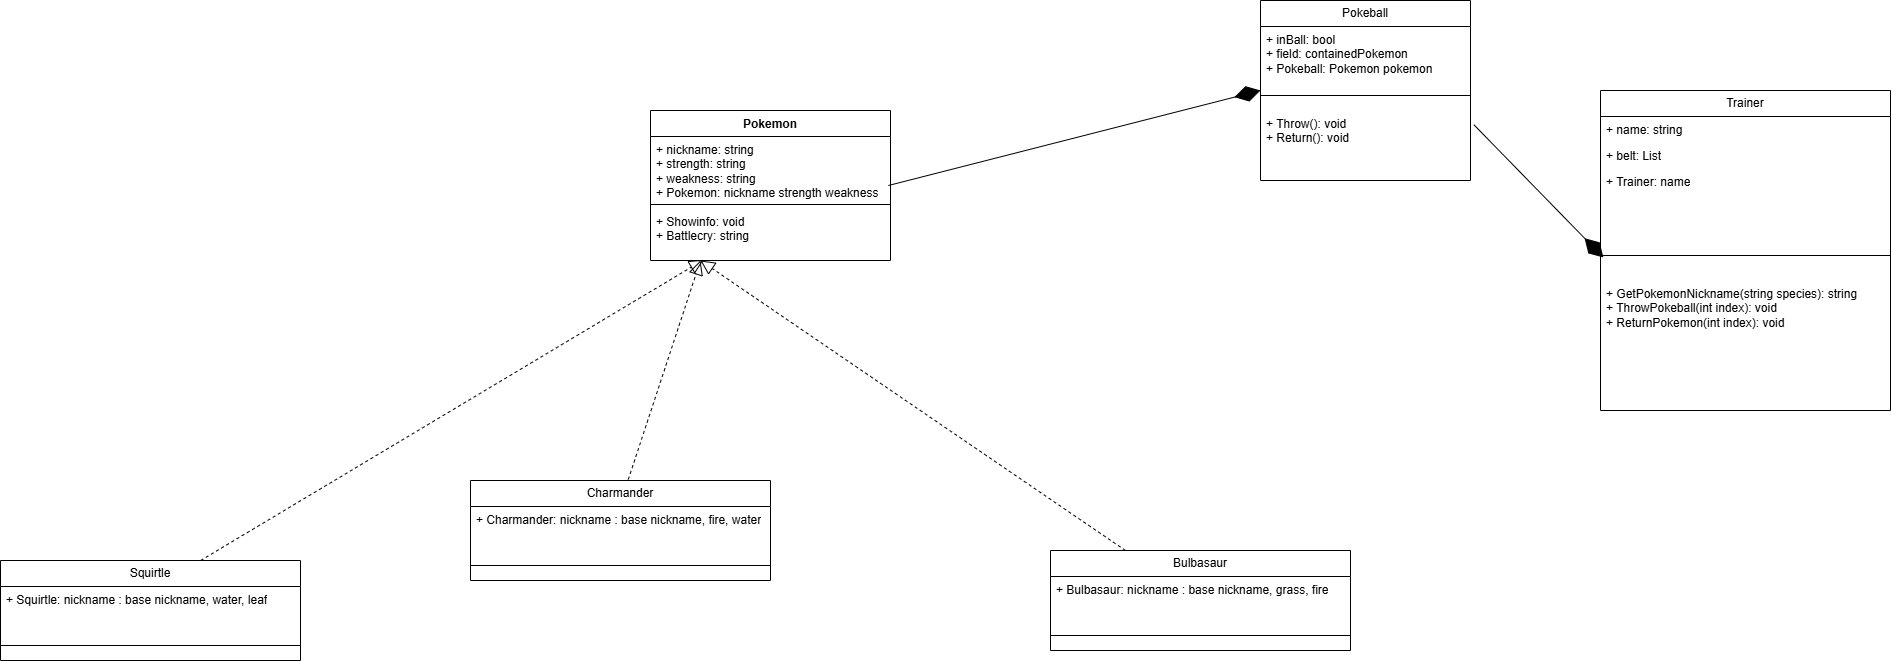 Pokeball
+ inBall: bool
+ field: containedPokemon
+ Pokeball: Pokemon pokemon
+ Throw(): void
+ Return(): void
Trainer
+ name: string
+ belt: List
+ Trainer: name
+ GetPokemonNickname(string species): string
+ ThrowPokeball(int index): void
+ ReturnPokemon(int index): void
Pokemon
+ nickname: string
+ strength: string
+ weakness: string
+ Pokemon: nickname strength weakness
+ Showinfo: void
+ Battlecry: string
Charmander
+ Charmander: nickname : base nickname, fire, water
Squirtle
+ Squirtle: nickname : base nickname, water, leaf
Bulbasaur
+ Bulbasaur: nickname : base nickname, grass, fire